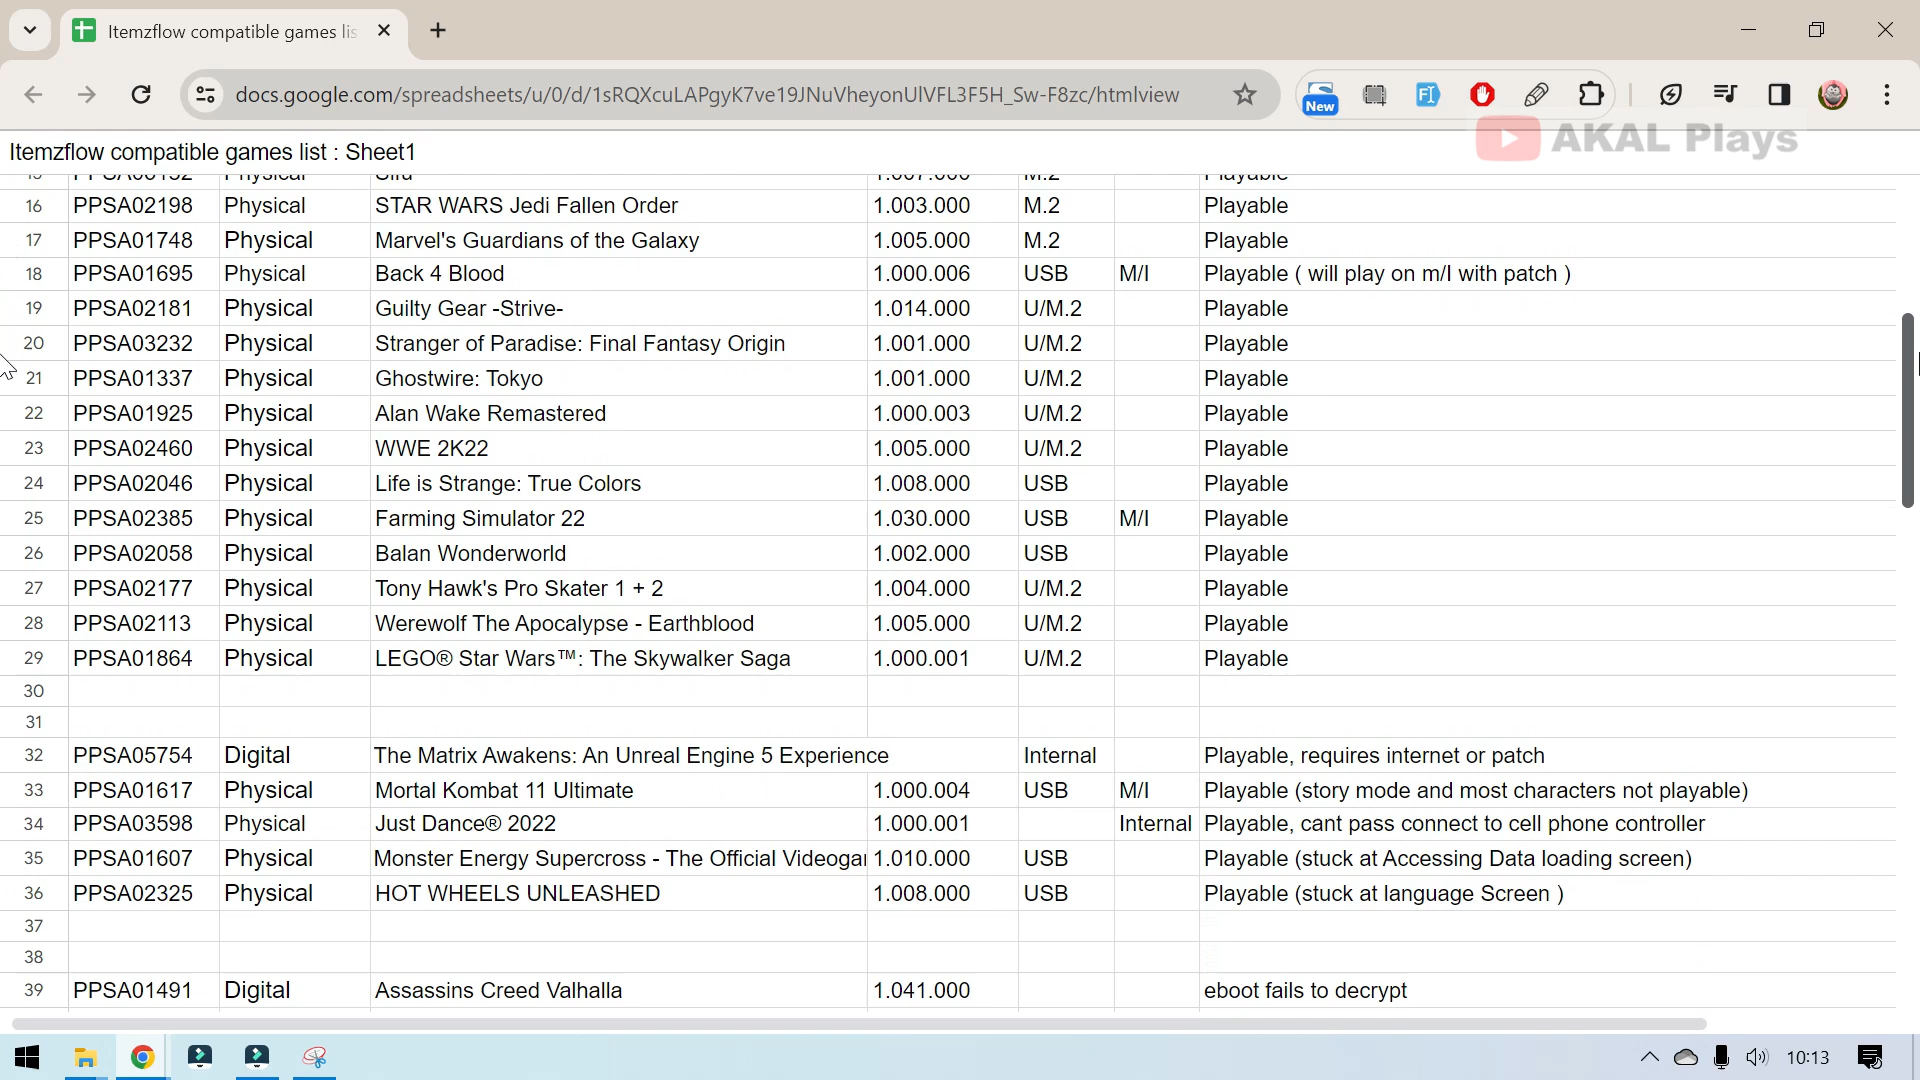 Itemzflow compatible games lis
docs.google.com/spreadsheets/u/0/d/1sRQXcuLAPgyK7ve19JNuVheyonUlVFL3F5H_Sw-F8zc/htmlview
New
AKAL Plays
Itemzflow compatible games list : Sheet1
16 PPSA02198 Physical STAR WARS Jedi Fallen Order 1.003.000 M.2 Playable
17 PPSA01748 Physical Marvel's Guardians of the Galaxy 1.005.000 M.2 Playable
18 PPSA01695 Physical Back 4 Blood 1.000.006 USB M/I Playable ( will play on m/I with patch )
19 PPSA02181 Physical Guilty Gear -Strive- 1.014.000 U/M.2 Playable
20 PPSA03232 Physical Stranger of Paradise: Final Fantasy Origin 1.001.000 U/M.2 Playable
21 PPSA01337 Physical Ghostwire: Tokyo 1.001.000 U/M.2 Playable
22 PPSA01925 Physical Alan Wake Remastered 1.000.003 U/M.2 Playable
23 PPSA02460 Physical WWE 2K22 1.005.000 U/M.2 Playable
24 PPSA02046 Physical Life is Strange: True Colors 1.008.000 USB Playable
25 PPSA02385 Physical Farming Simulator 22 1.030.000 USB M/I Playable
26 PPSA02058 Physical Balan Wonderworld 1.002.000 USB Playable
27 PPSA02177 Physical Tony Hawk's Pro Skater 1 + 2 1.004.000 U/M.2 Playable
28 PPSA02113 Physical Werewolf The Apocalypse - Earthblood 1.005.000 U/M.2 Playable
29 PPSA01864 Physical LEGO® Star Wars™: The Skywalker Saga 1.000.001 U/M.2 Playable
30
31
32 PPSA05754 Digital The Matrix Awakens: An Unreal Engine 5 Experience Internal Playable, requires internet or patch
33 PPSA01617 Physical Mortal Kombat 11 Ultimate 1.000.004 USB M/I Playable (story mode and most characters not playable)
34 PPSA03598 Physical Just Dance® 2022 1.000.001 Internal Playable, cant pass connect to cell phone controller
35 PPSA01607 Physical Monster Energy Supercross - The Official Videogar 1.010.000 USB Playable (stuck at Accessing Data loading screen)
36 PPSA02325 Physical HOT WHEELS UNLEASHED 1.008.000 USB Playable (stuck at language Screen )
37
38
39 PPSA01491 Digital Assassins Creed Valhalla 1.041.000 eboot fails to decrypt
10:13